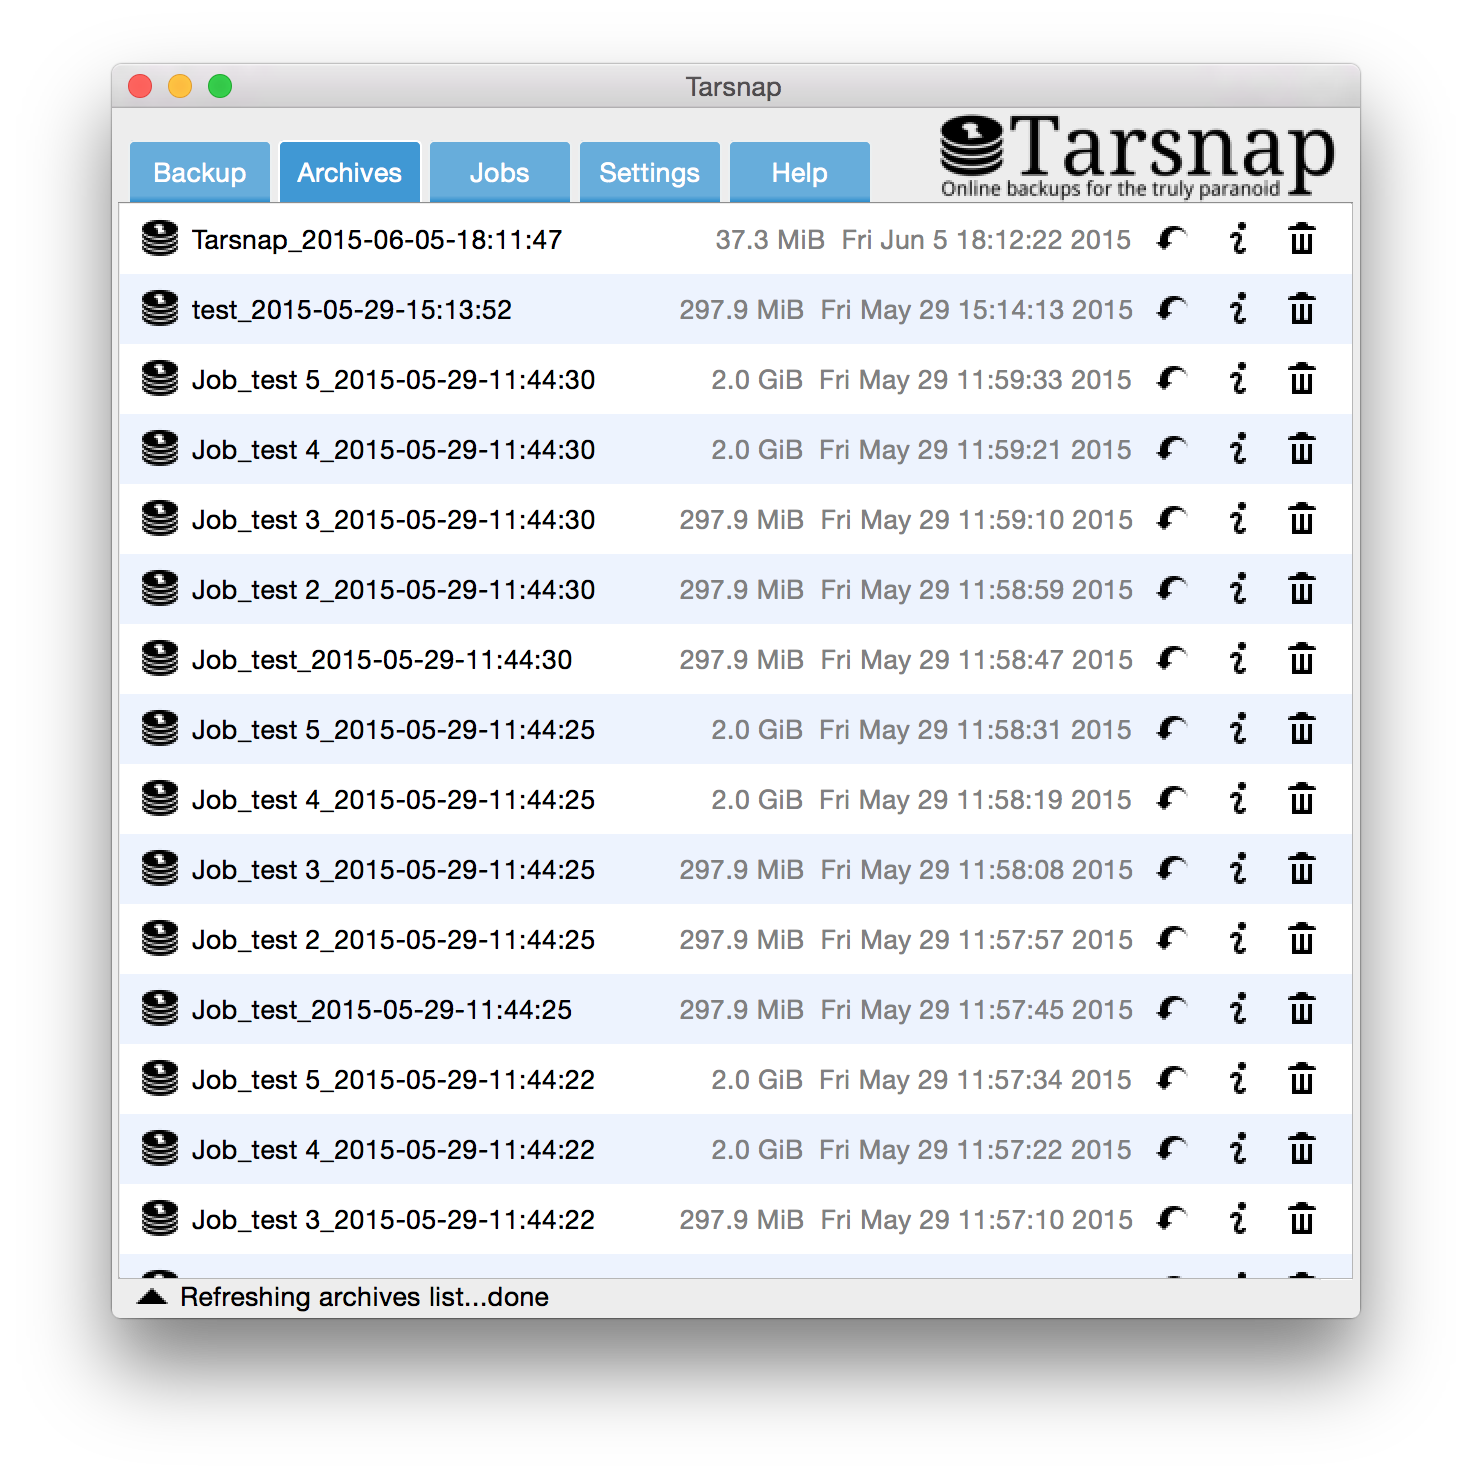 Tarsnap
Backup Archives Jobs Settings Help
Tarsnap
Online backups for the truly paranoid
Tarsnap_2015-06-05-18:11:47 37.3 MiB Fri Jun 5 18:12:22 2015
test_2015-05-29-15:13:52 297.9 MiB Fri May 29 15:14:13 2015
Job_test 5_2015-05-29-11:44:30 2.0 GiB Fri May 29 11:59:33 2015
Job_test 4_2015-05-29-11:44:30 2.0 GiB Fri May 29 11:59:21 2015
Job_test 3_2015-05-29-11:44:30 297.9 MiB Fri May 29 11:59:10 2015
Job_test 2_2015-05-29-11:44:30 297.9 MiB Fri May 29 11:58:59 2015
Job_test_2015-05-29-11:44:30 297.9 MiB Fri May 29 11:58:47 2015
Job_test 5_2015-05-29-11:44:25 2.0 GiB Fri May 29 11:58:31 2015
Job_test 4_2015-05-29-11:44:25 2.0 GiB Fri May 29 11:58:19 2015
Job_test 3_2015-05-29-11:44:25 297.9 MiB Fri May 29 11:58:08 2015
Job_test 2_2015-05-29-11:44:25 297.9 MiB Fri May 29 11:57:57 2015
Job_test_2015-05-29-11:44:25 297.9 MiB Fri May 29 11:57:45 2015
Job_test 5_2015-05-29-11:44:22 2.0 GiB Fri May 29 11:57:34 2015
Job_test 4_2015-05-29-11:44:22 2.0 GiB Fri May 29 11:57:22 2015
Job_test 3_2015-05-29-11:44:22 297.9 MiB Fri May 29 11:57:10 2015
Refreshing archives list...done